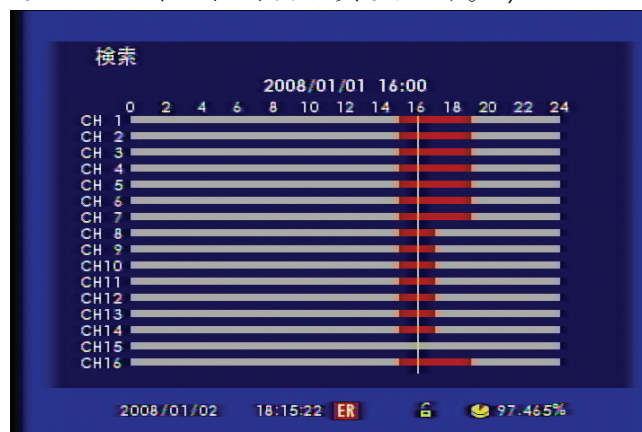 検索
2008/01/01 16:00
0 2 4 6 8 10 12 14 16 18 20 22 24
CH 1
CH 2
CH 3
CH 4
CH 5
CH 6
CH 7
CH 8
CH 9
CH10
CH11
CH12
CH13
CH14
CH15
CH16
2008/01/02 18:15:22 ER 97.465%